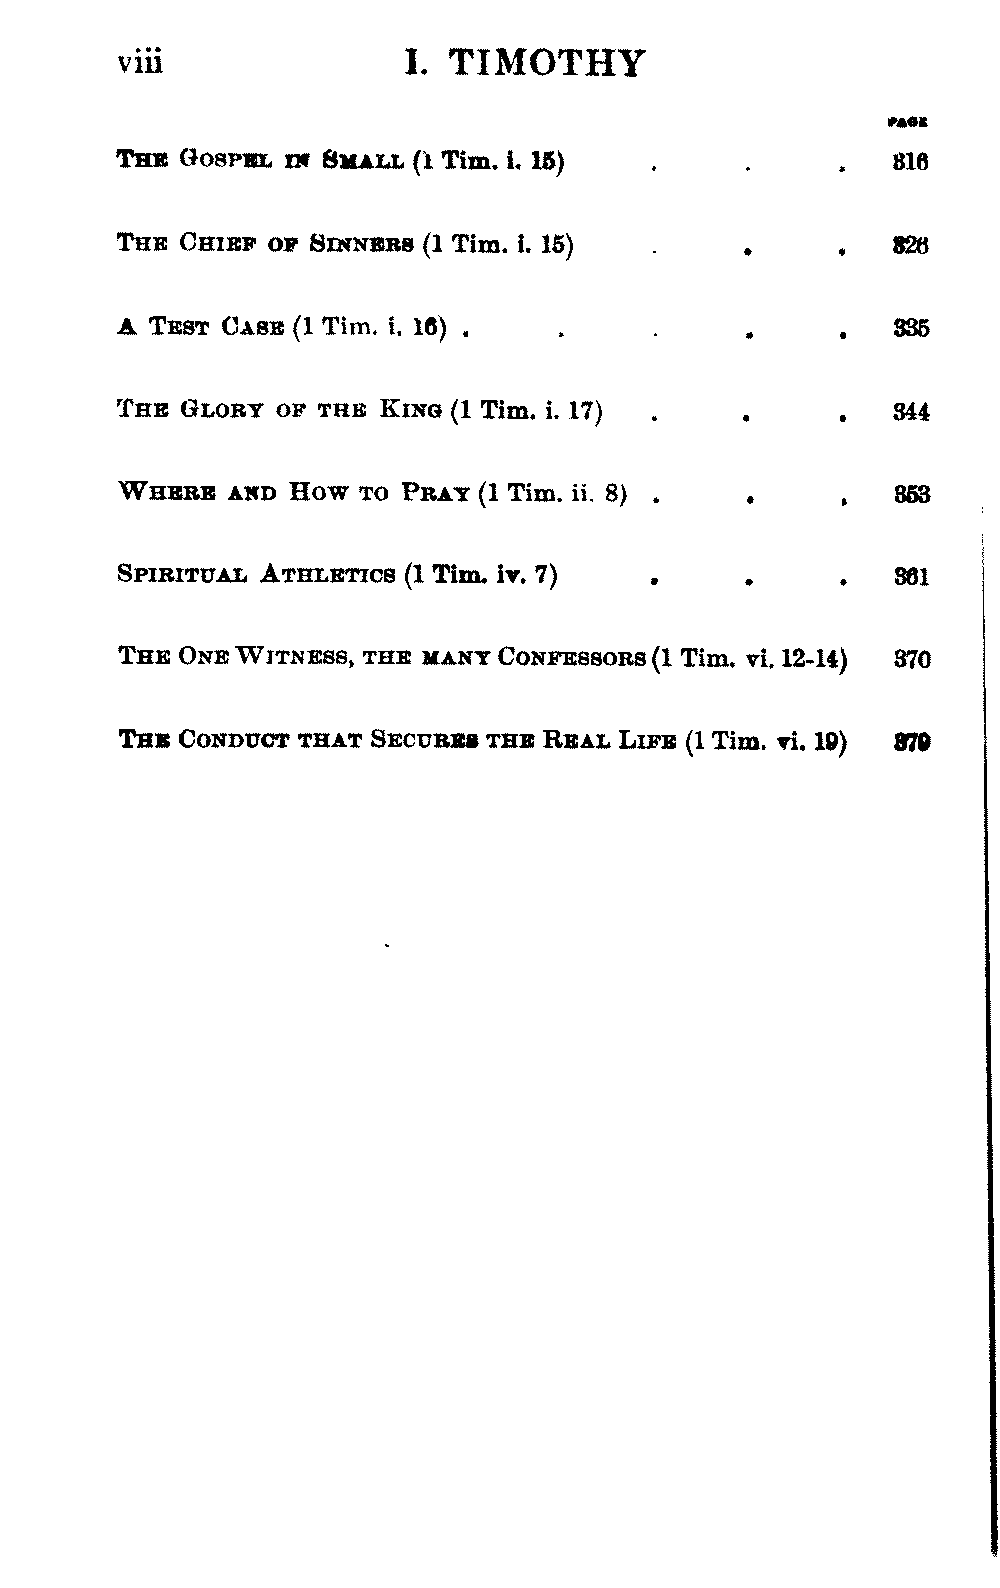 viii I. TIMOTHY
PAGE
THE GOSPEL IN SMALL (1 Tim. i. 15) . . . 316
THE CHIEF OF SINNERS (1 Tim. i. 15) . . . 326
A TEST CASE (1 Tim. i. 16) . . . . . 335
THE GLORY OF THE KING (1 Tim. i. 17) . . . 344
WHERE AND HOW TO PRAY (1 Tim. ii. 8) . . . 353
SPIRITUAL ATHLETICS (1 Tim. iv. 7) . . . 361
THE ONE WITNESS, THE MANY CONFESSORS (1 Tim. vi. 12-14) 370
THE CONDUCT THAT SECURES THE REAL LIFE (1 Tim. vi. 19) 379